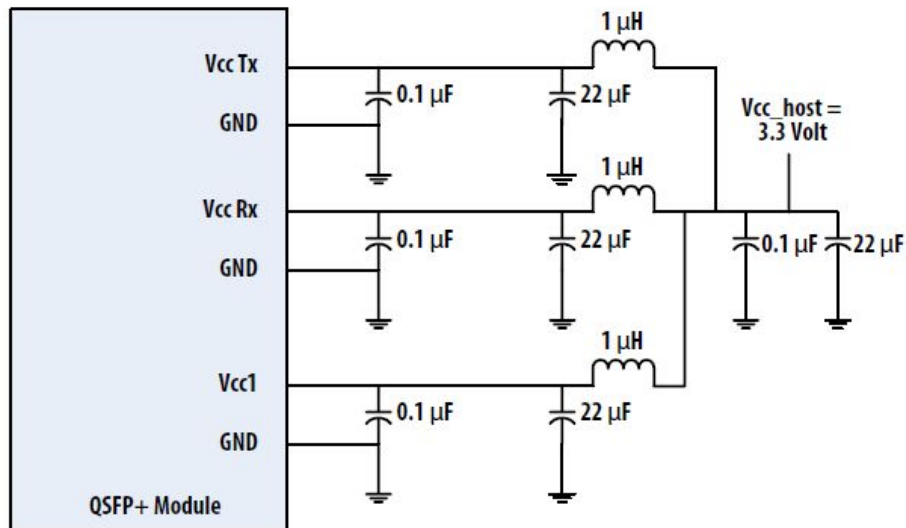 1 μH
Vcc Tx
0.1 μF
22 μF
GND
Vcc_host =
3.3 Volt
1 μH
Vcc Rx
0.1 μF
22 μF
0.1 μF
22 μF
GND
1 μH
Vcc1
0.1 μF
22 μF
GND
QSFP+ Module